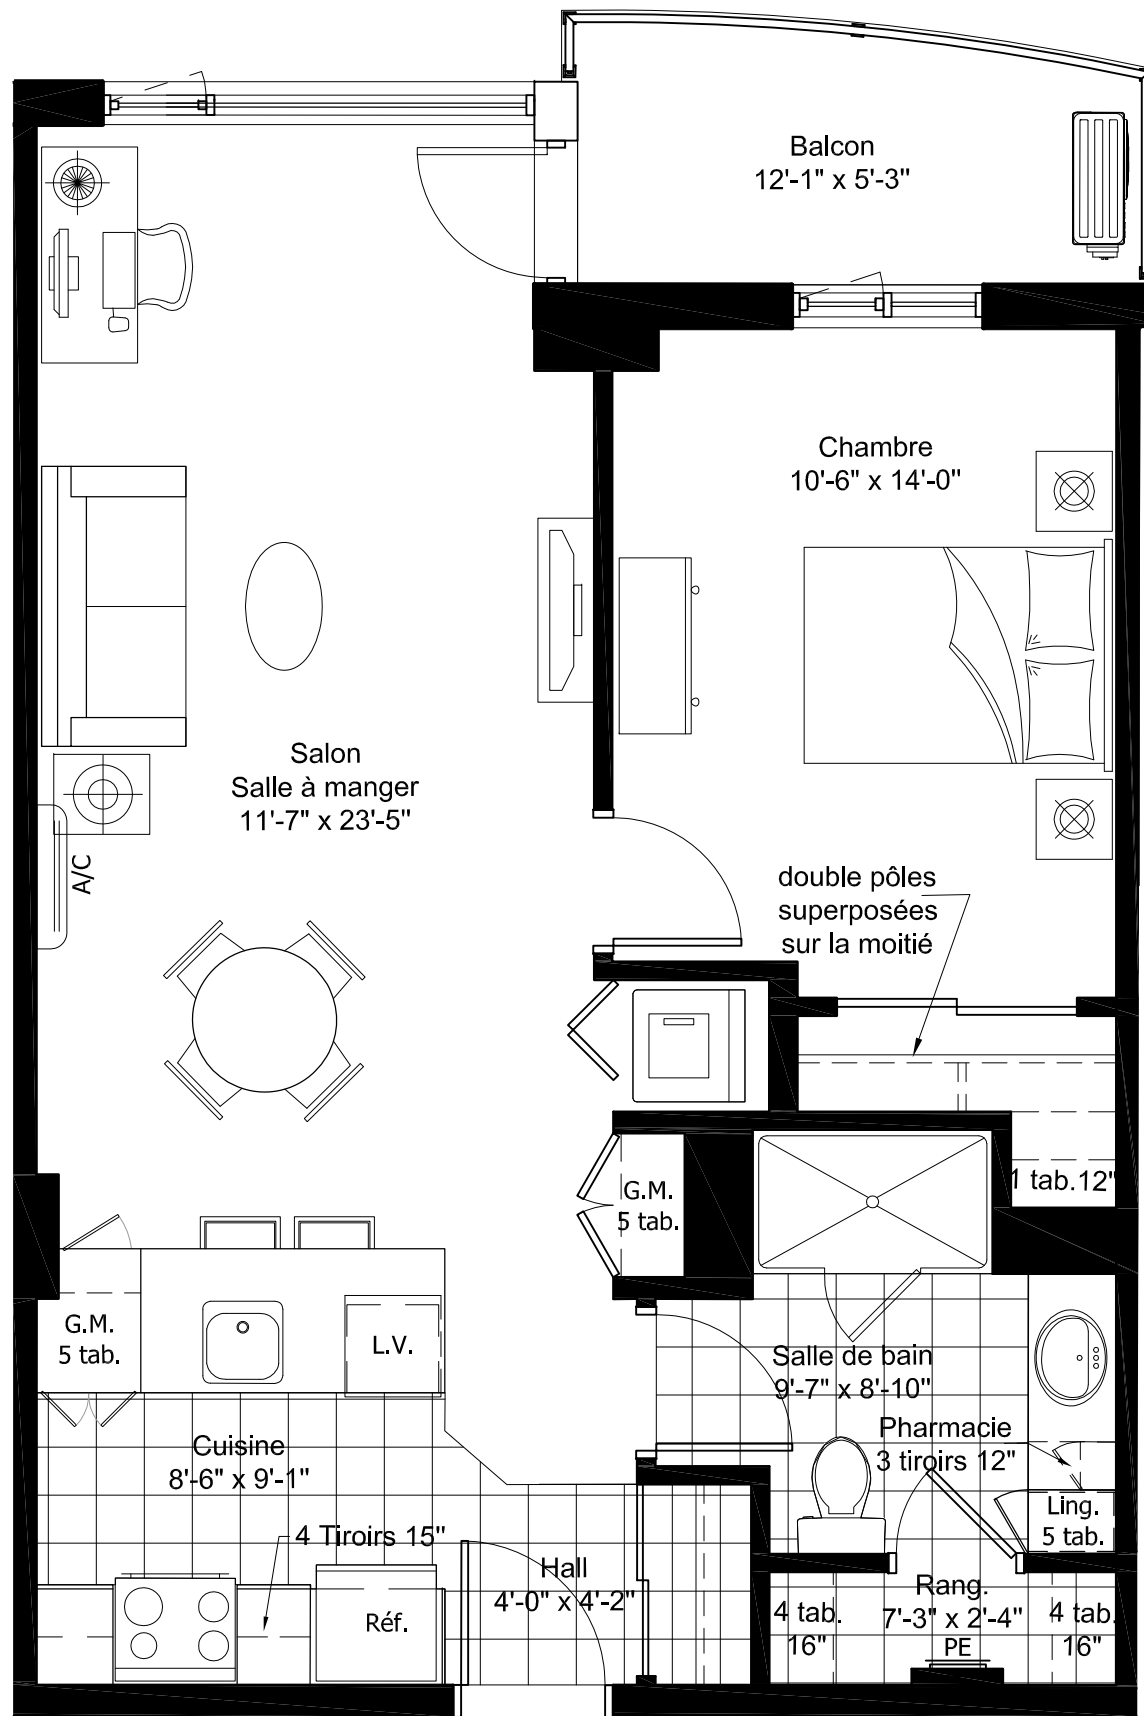 Balcon
12'-1" x 5'-3"
Chambre
10'-6" x 14'-0"
Salon
Salle à manger
11'-7" x 23'-5"
A/C
double pôles
superposées
sur la moitié
1 tab.12"
G.M.
5 tab.
G.M.
5 tab.
L.V.
Salle de bain
9'-7" x 8'-10"
Pharmacie
3 tiroirs 12"
Cuisine
8'-6" x 9'-1"
Ling.
5 tab.
4 Tiroirs 15"
Hall
4'-0" x 4'-2"
Réf.
Rang.
7'-3" x 2'-4"
PE
4 tab.
16"
4 tab.
16"